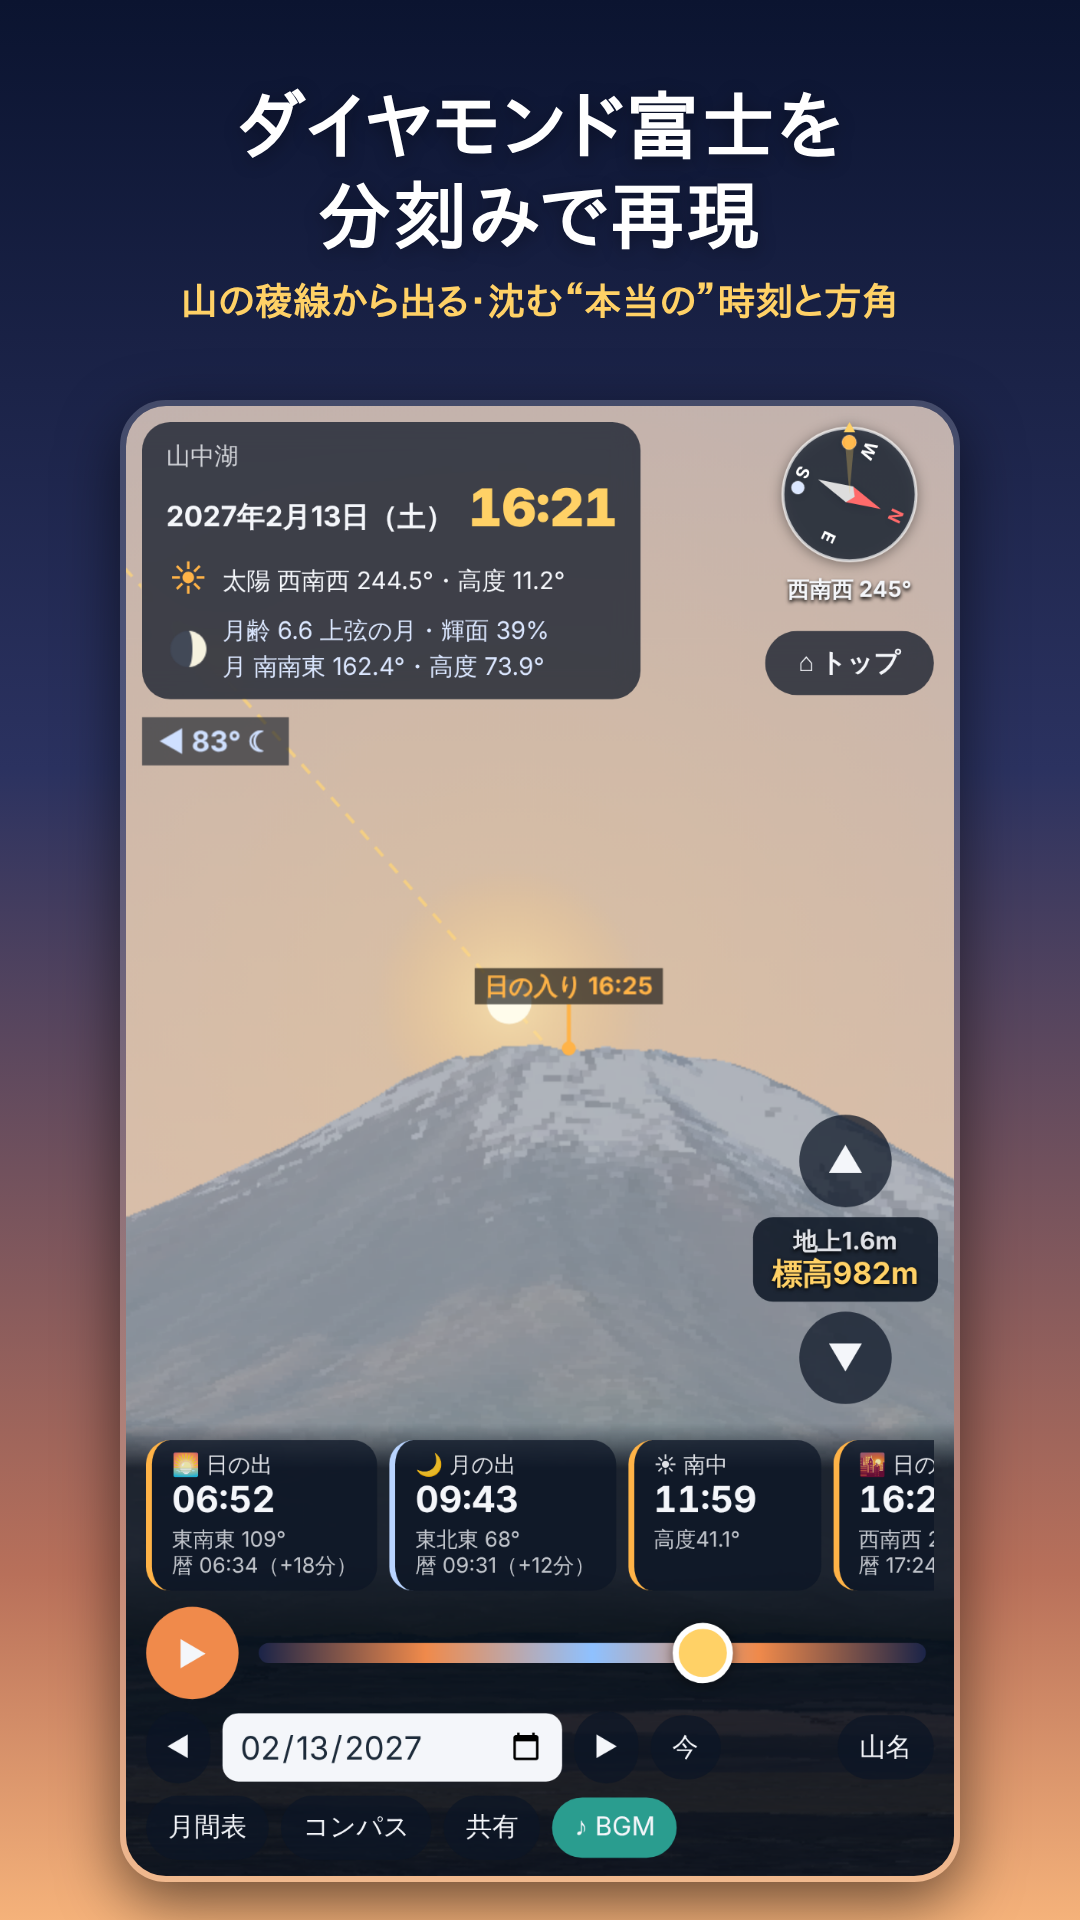 ダイヤモンド富士を
分刻みで再現
山の稜線から出る・沈む“本当の”時刻と方角
山中湖
2027年2月13日（土） 16:21
太陽 西南西 244.5°・高度 11.2°
月齢 6.6 上弦の月・輝面 39%
月 南南東 162.4°・高度 73.9°
W
S
N
E
西南西 245°
⌂ トップ
◀ 83° ☾
日の入り 16:25
▲
地上1.6m
標高982m
▼
🌅 日の出
06:52
東南東 109°
暦 06:34（+18分）
🌙 月の出
09:43
東北東 68°
暦 09:31（+12分）
☀ 南中
11:59
高度41.1°
🌇 日の
16:2
西南西 2
暦 17:24
▶
◀ 02/13/2027 ▶ 今 山名
月間表 コンパス 共有 ♪ BGM